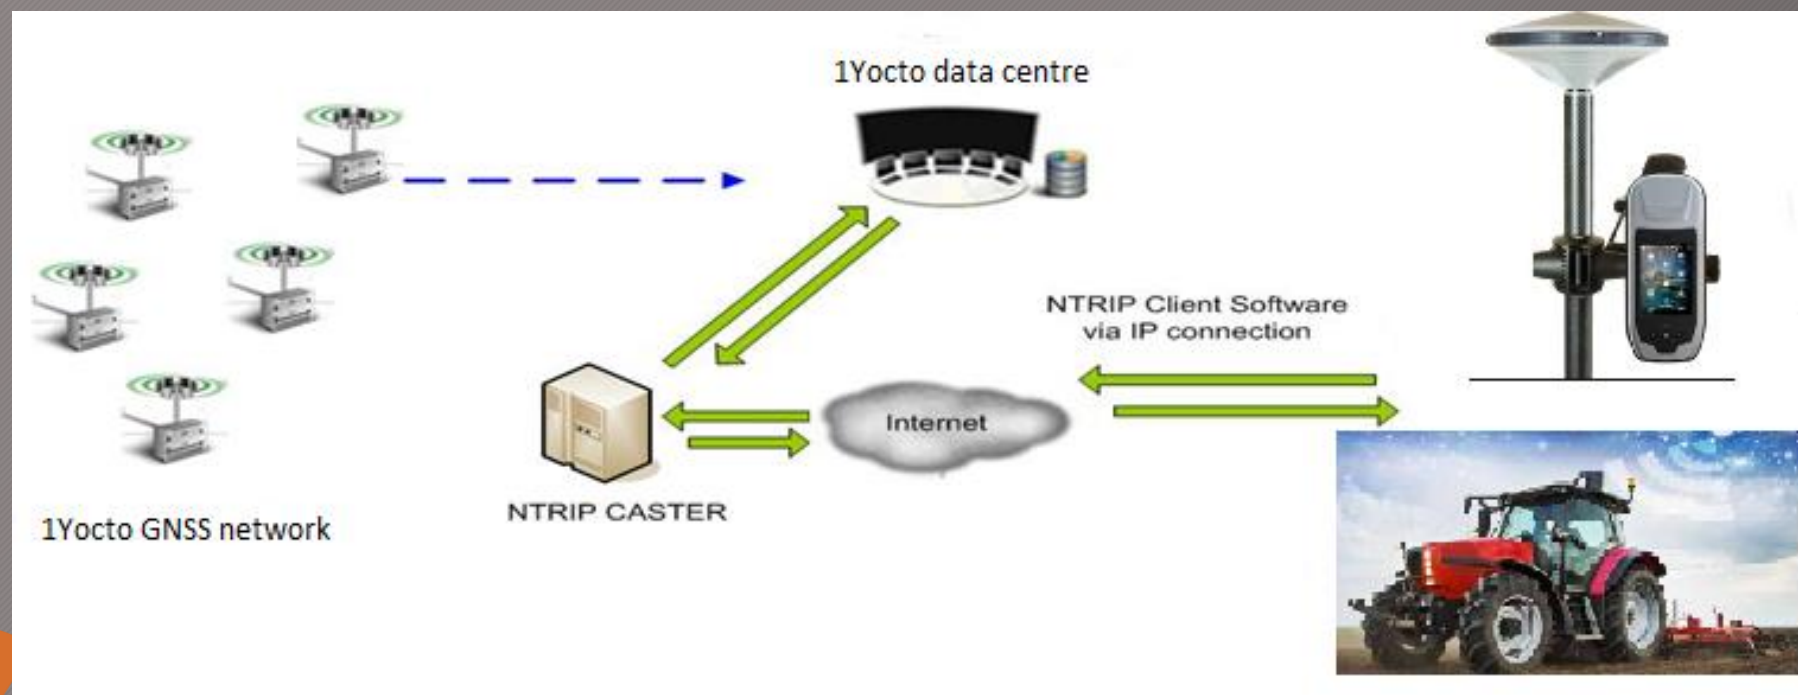 1Yocto data centre
NTRIP Client Software
via IP connection
Internet
NTRIP CASTER
1Yocto GNSS network